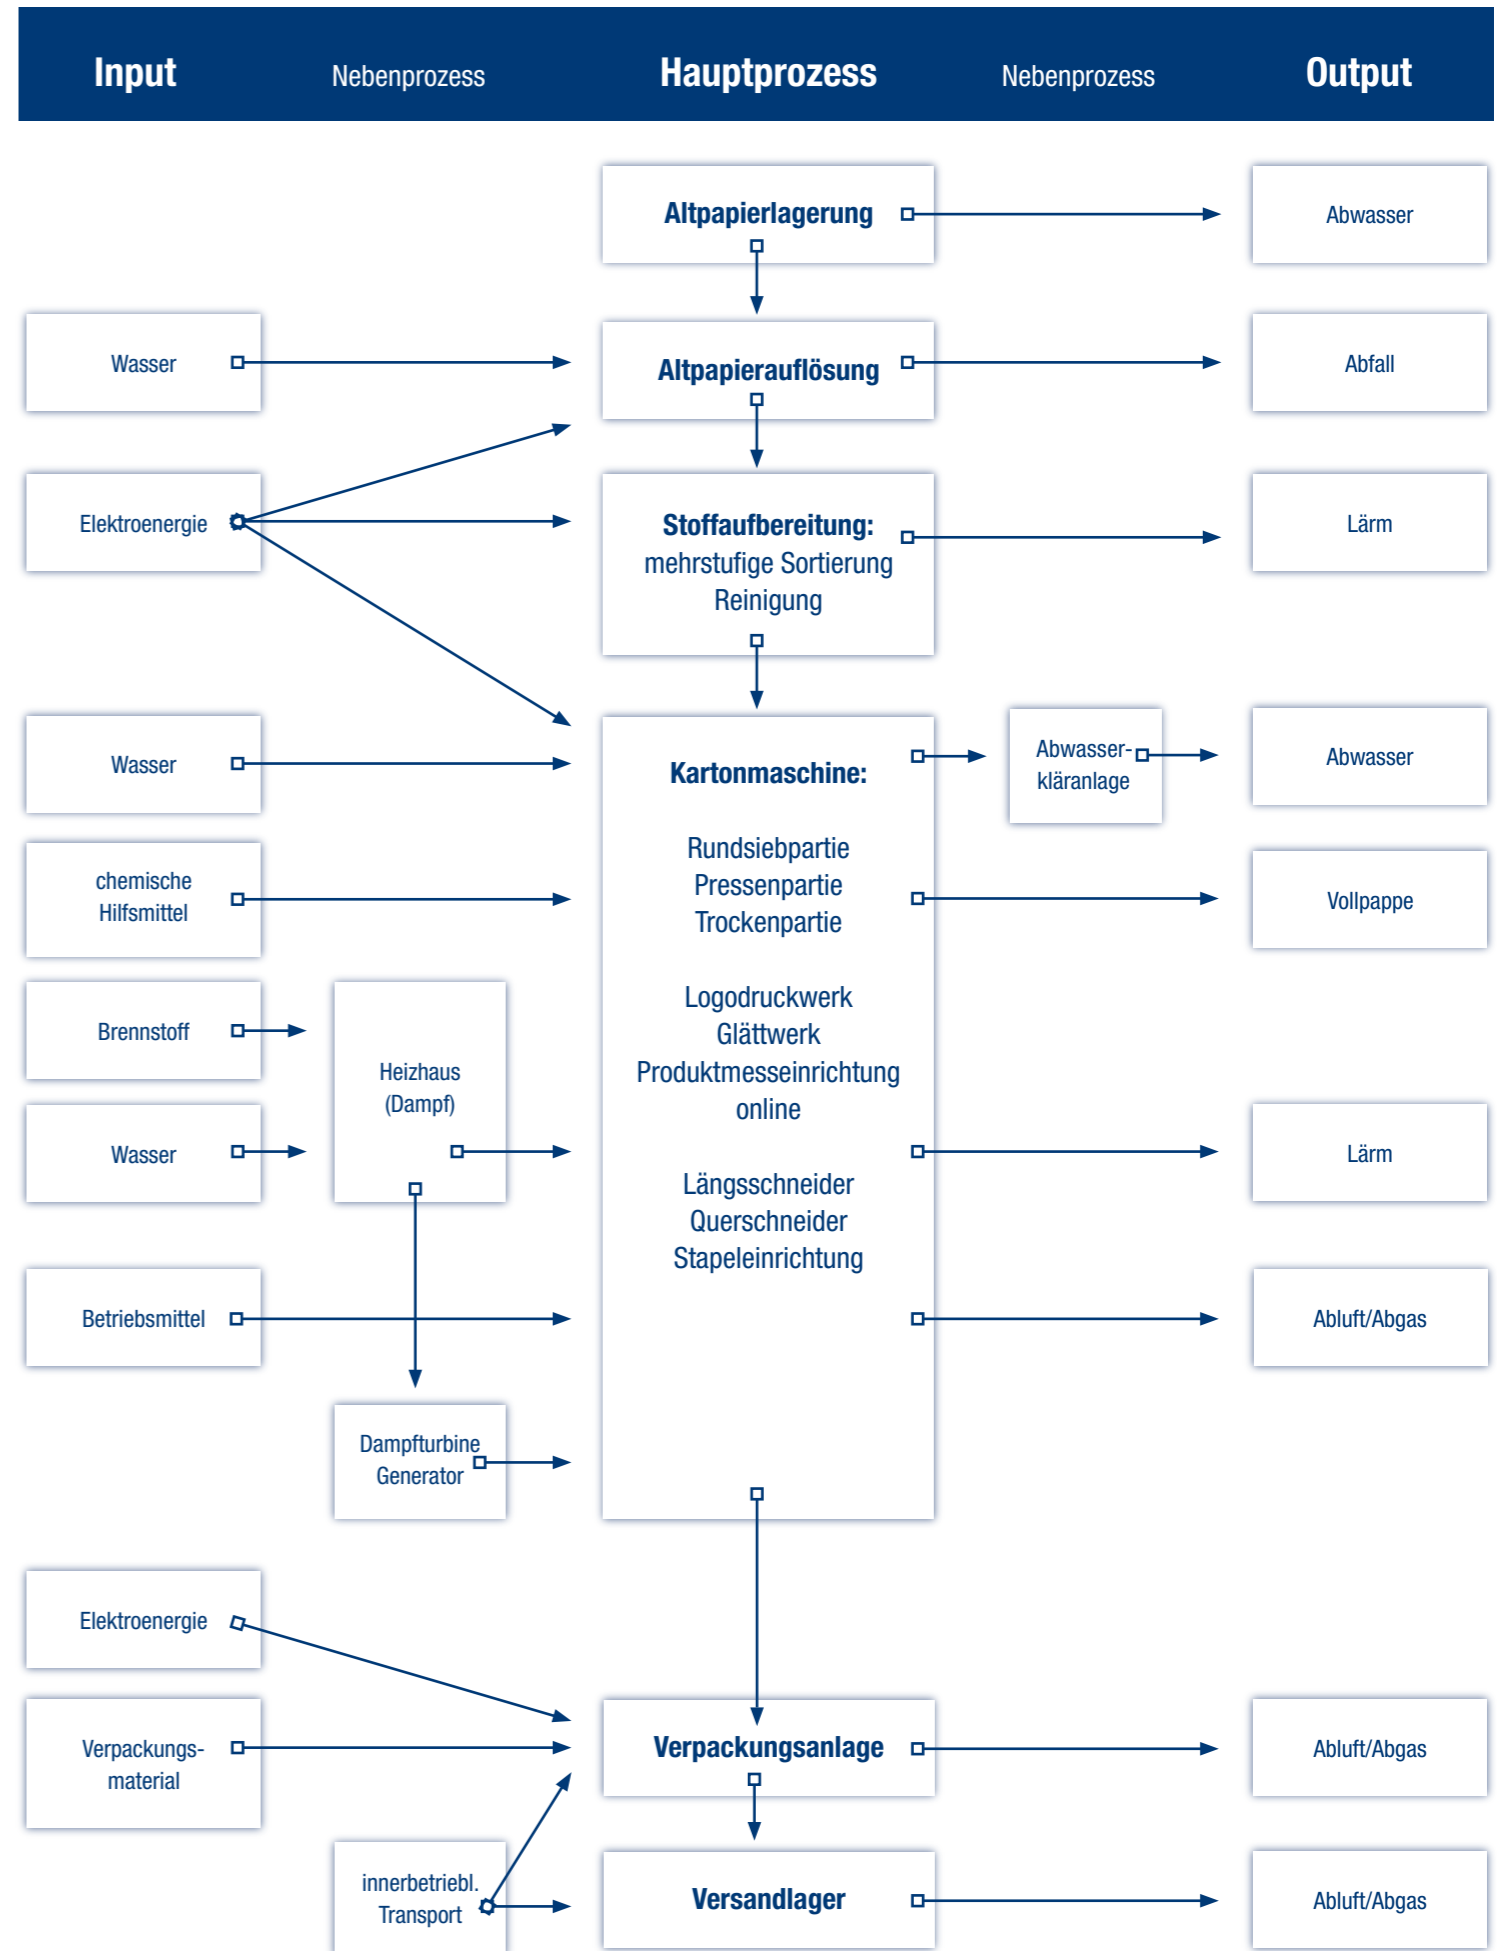 Input Nebenprozess Hauptprozess Nebenprozess Output
Altpapierlagerung
Abwasser
Wasser
Altpapierauflösung
Abfall
Elektroenergie
Stoffaufbereitung:
mehrstufige Sortierung
Reinigung
Lärm
Wasser
Kartonmaschine:
Rundsiebpartie
Pressenpartie
Trockenpartie
Logodruckwerk
Glättwerk
Produktmesseinrichtung
online
Längsschneider
Querschneider
Stapeleinrichtung
Abwasser-
kläranlage
Abwasser
chemische
Hilfsmittel
Vollpappe
Brennstoff
Heizhaus
(Dampf)
Wasser
Lärm
Betriebsmittel
Abluft/Abgas
Dampfturbine
Generator
Elektroenergie
Verpackungs-
material
Verpackungsanlage
Abluft/Abgas
innerbetriebl.
Transport
Versandlager
Abluft/Abgas